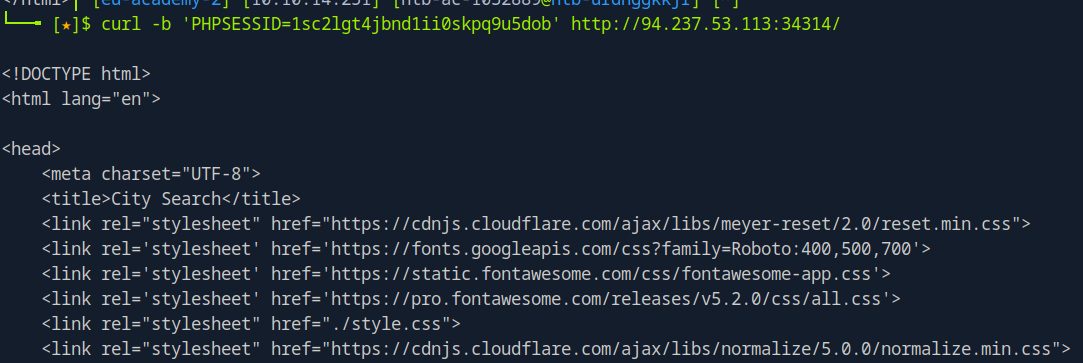 </html>] [eu-academy-2] [10.10.14.251] [htb-ac-1032889@htb-uruhggkkji] [~]
[★]$ curl -b 'PHPSESSID=1sc2lgt4jbnd1ii0skpq9u5dob' http://94.237.53.113:34314/
<!DOCTYPE html>
<html lang="en">
<head>
<meta charset="UTF-8">
<title>City Search</title>
<link rel="stylesheet" href="https://cdnjs.cloudflare.com/ajax/libs/meyer-reset/2.0/reset.min.css">
<link rel='stylesheet' href='https://fonts.googleapis.com/css?family=Roboto:400,500,700'>
<link rel='stylesheet' href='https://static.fontawesome.com/css/fontawesome-app.css'>
<link rel='stylesheet' href='https://pro.fontawesome.com/releases/v5.2.0/css/all.css'>
<link rel="stylesheet" href="./style.css">
<link rel="stylesheet" href="https://cdnjs.cloudflare.com/ajax/libs/normalize/5.0.0/normalize.min.css">